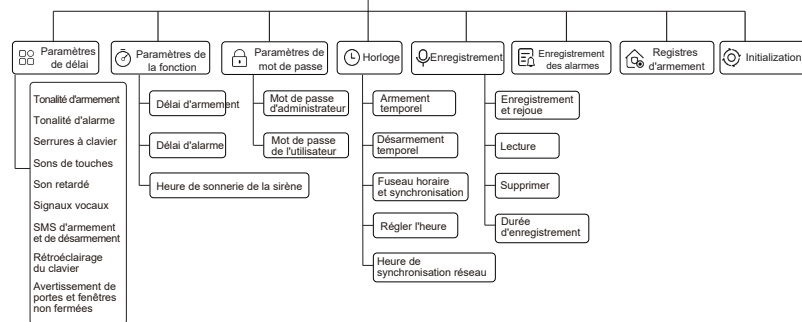 Paramètres
de délai
Paramètres de
la fonction
Paramètres de
mot de passe
Horloge
Enregistrement
Enregistrement
des alarmes
Registres
d'armement
Initialization
Tonalité d'armement
Tonalité d'alarme
Serrures à clavier
Sons de touches
Son retardé
Signaux vocaux
SMS d'armement
et de désarmement
Rétroéclairage
du clavier
Avertissement de
portes et fenêtres
non fermées
Délai d'armement
Délai d'alarme
Heure de sonnerie de la sirène
Mot de passe
d'administrateur
Mot de passe
de l'utilisateur
Armement
temporel
Désarmement
temporel
Fuseau horaire
et synchronisation
Régler l'heure
Heure de
synchronisation réseau
Enregistrement
et rejoue
Lecture
Supprimer
Durée
d'enregistrement